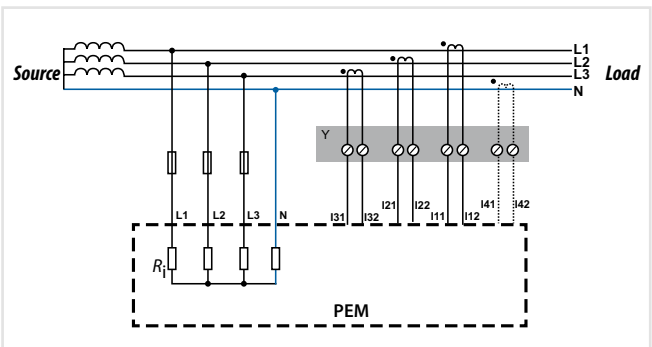 L1
L2
Source L3 Load
N
Y
I31 I32 I21 I22 I11 I12 I41 I42
L1 L2 L3 N
Ri
PEM